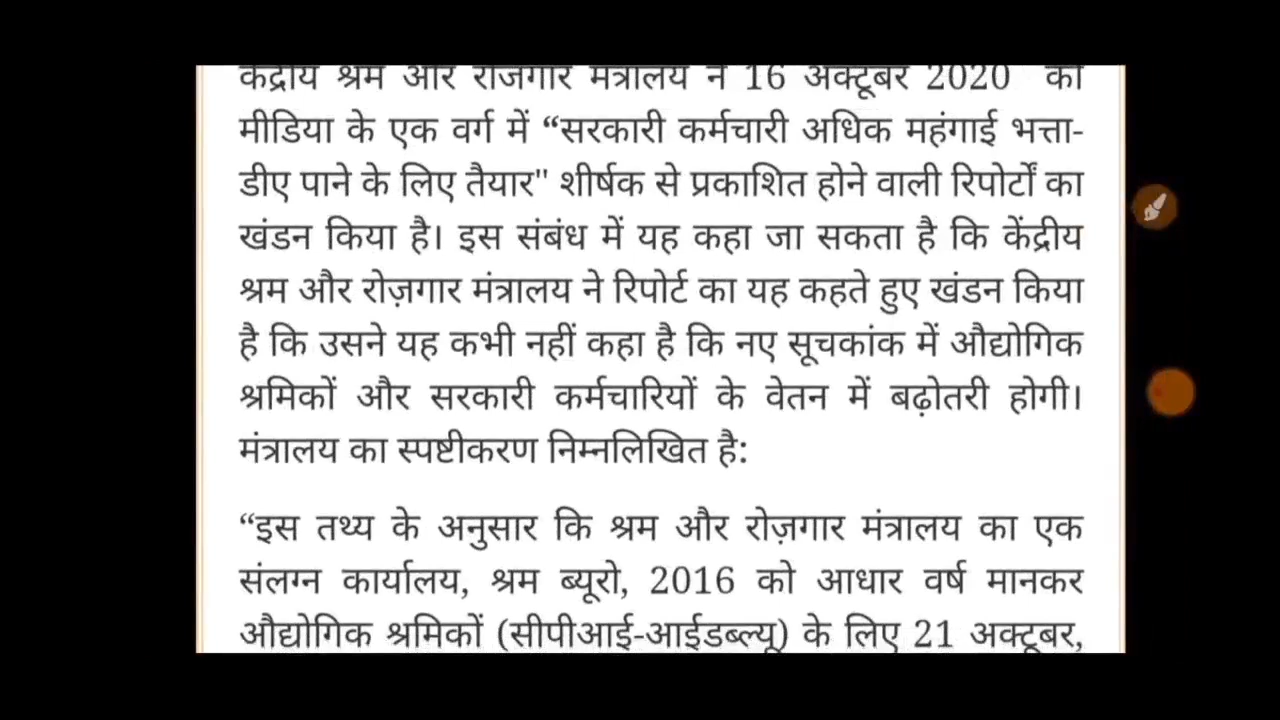 केंद्रीय श्रम और रोजगार मंत्रालय ने 16 अक्टूबर 2020 को
मीडिया के एक वर्ग में “सरकारी कर्मचारी अधिक महंगाई भत्ता-
डीए पाने के लिए तैयार" शीर्षक से प्रकाशित होने वाली रिपोर्टों का
खंडन किया है। इस संबंध में यह कहा जा सकता है कि केंद्रीय
श्रम और रोज़गार मंत्रालय ने रिपोर्ट का यह कहते हुए खंडन किया
है कि उसने यह कभी नहीं कहा है कि नए सूचकांक में औद्योगिक
श्रमिकों और सरकारी कर्मचारियों के वेतन में बढ़ोतरी होगी।
मंत्रालय का स्पष्टीकरण निम्नलिखित है:
“इस तथ्य के अनुसार कि श्रम और रोज़गार मंत्रालय का एक
संलग्न कार्यालय, श्रम ब्यूरो, 2016 को आधार वर्ष मानकर
औद्योगिक श्रमिकों (सीपीआई-आईडब्ल्यू) के लिए 21 अक्टूबर,